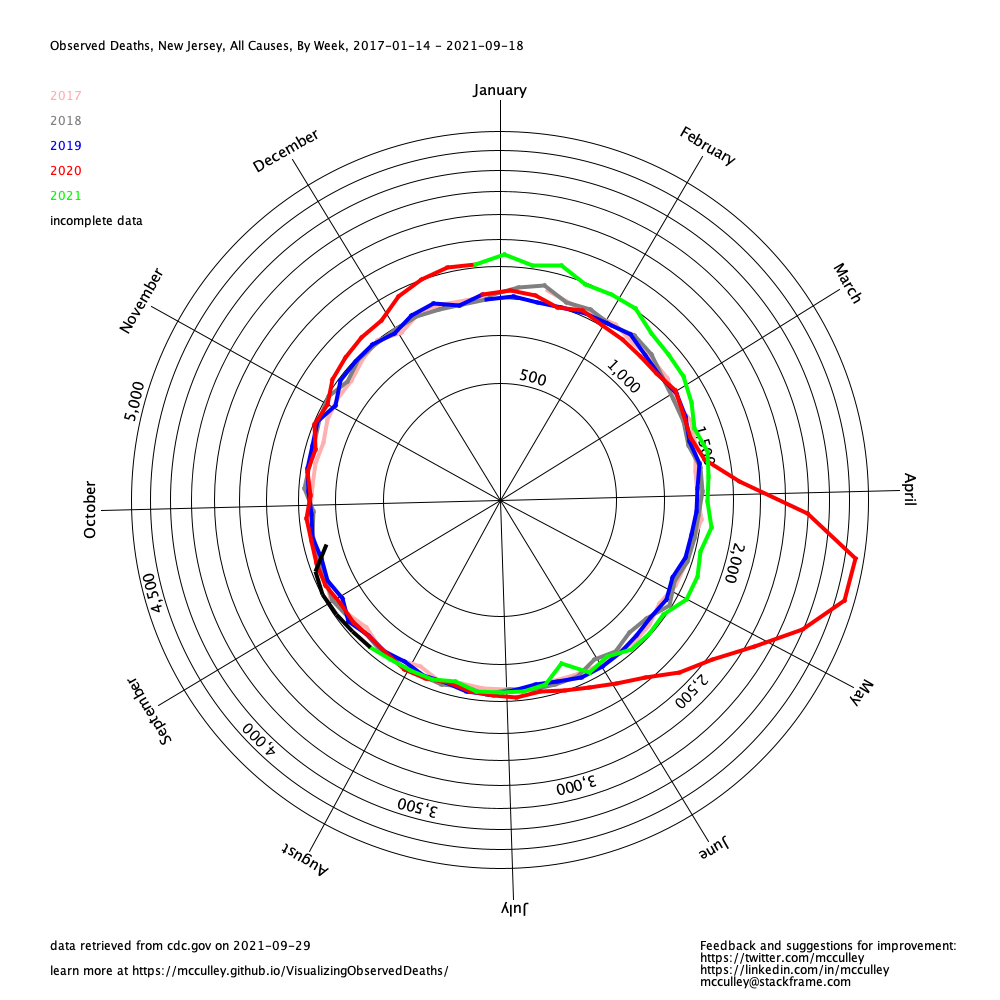 Observed Deaths, New Jersey, All Causes, By Week, 2017-01-14 - 2021-09-18
January
2017
2018
2019
2020
2021
incomplete data
December
February
November
March
500
1,000
5,000
1,500
October
April
2,000
4,500
September
May
2,500
4,000
3,000
3,500
August
June
July
data retrieved from cdc.gov on 2021-09-29
learn more at https://mcculley.github.io/VisualizingObservedDeaths/
Feedback and suggestions for improvement:
https://twitter.com/mcculley
https://linkedin.com/in/mcculley
mcculley@stackframe.com